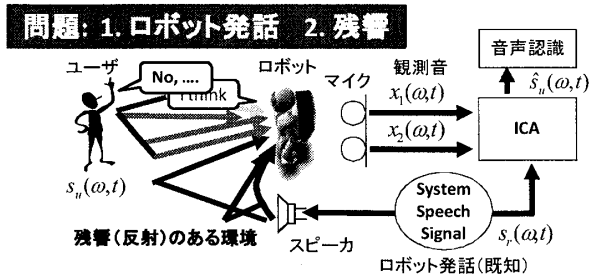 問題: 1. ロボット発話 2. 残響
ユーザ
No, ....
I think
ロボット
マイク
観測音
音声認識
x₁(ω,t)
ŝᵤ(ω,t)
x₂(ω,t)
ICA
sᵤ(ω,t)
System
Speech
Signal
残響(反射)のある環境
スピーカ
sᵣ(ω,t)
ロボット発話(既知)